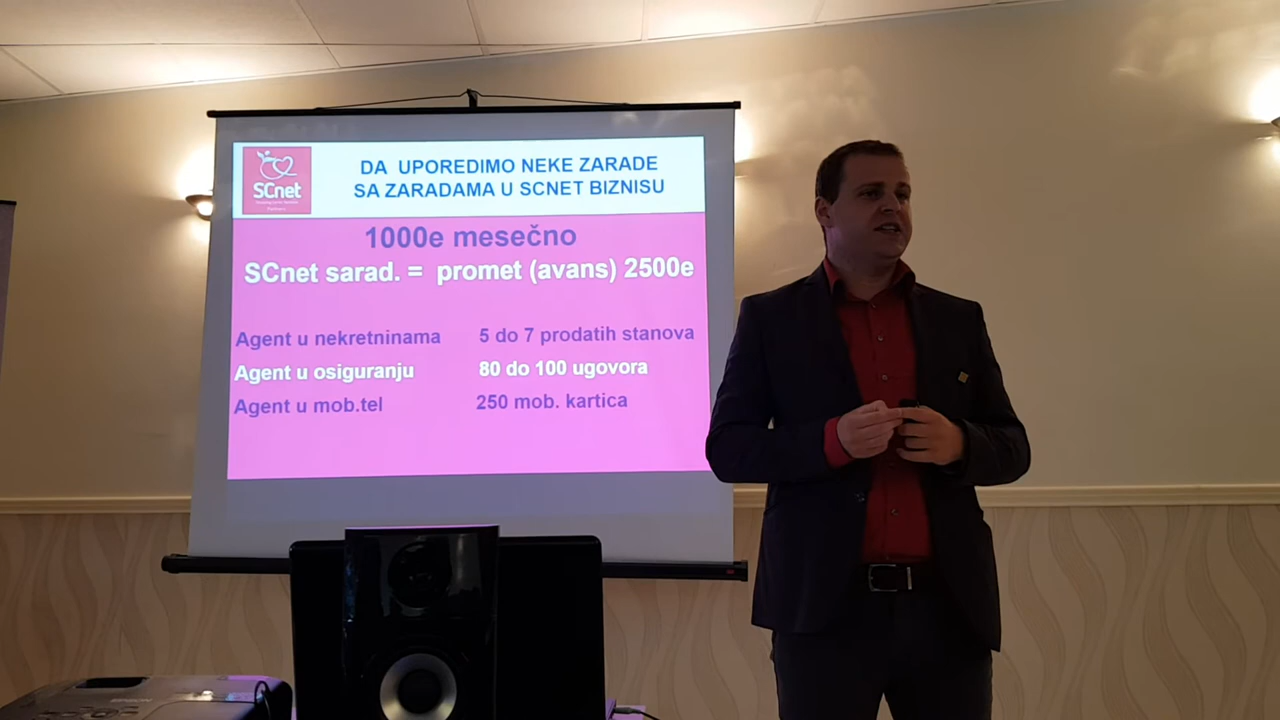 SCnet
DA UPOREDIMO NEKE ZARADE
SA ZARADAMA U SCNET BIZNISU
1000e mesečno
SCnet sarad. = promet (avans) 2500e
Agent u nekretninama 5 do 7 prodatih stanova
Agent u osiguranju 80 do 100 ugovora
Agent u mob.tel 250 mob. kartica